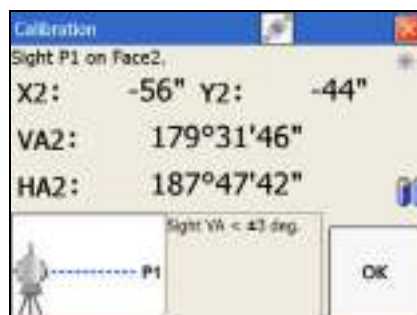 Calibration
Sight P1 on Face2.
X2: -56" Y2: -44"
VA2: 179°31'46"
HA2: 187°47'42"
Sight VA < ±3 deg.
P1
OK